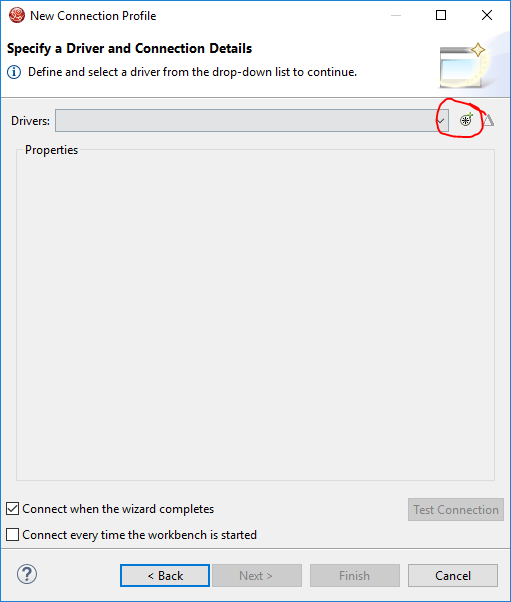 New Connection Profile
Specify a Driver and Connection Details
Define and select a driver from the drop-down list to continue.
Drivers:
Properties
Connect when the wizard completes
Test Connection
Connect every time the workbench is started
< Back
Next >
Finish
Cancel